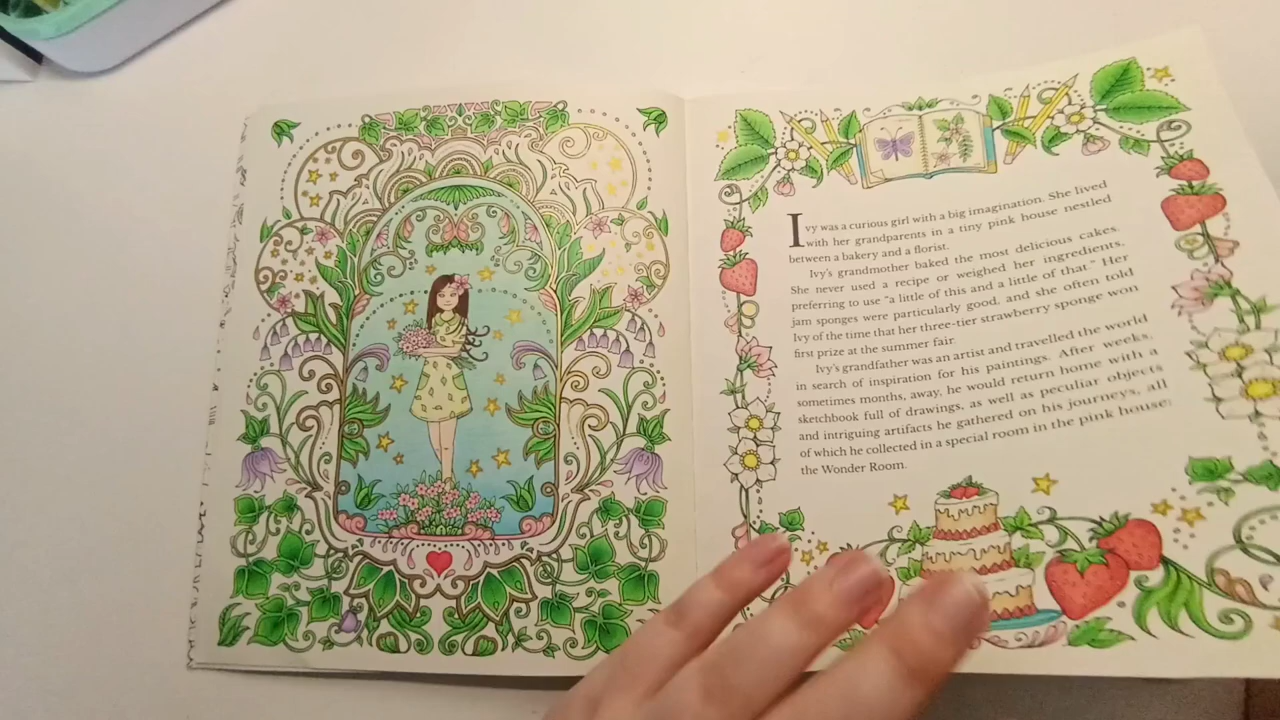 Ivy was a curious girl with a big imagination. She lived
with her grandparents in a tiny pink house nestled
between a bakery and a florist.
Ivy's grandmother baked the most delicious cakes.
She never used a recipe or weighed her ingredients,
preferring to use "a little of this and a little of that." Her
jam sponges were particularly good, and she often told
Ivy of the time that her three-tier strawberry sponge won
first prize at the summer fair.
Ivy's grandfather was an artist and travelled the world
in search of inspiration for his paintings. After weeks,
sometimes months, away, he would return home with a
sketchbook full of drawings, as well as peculiar objects
and intriguing artifacts he gathered on his journeys, all
of which he collected in a special room in the pink house:
the Wonder Room.